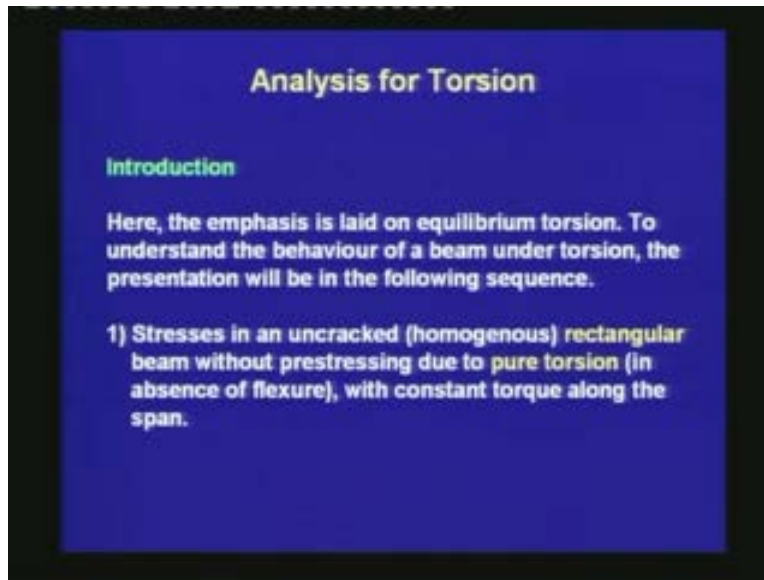 Analysis for Torsion
Introduction
Here, the emphasis is laid on equilibrium torsion. To
understand the behaviour of a beam under torsion, the
presentation will be in the following sequence.
1) Stresses in an uncracked (homogenous) rectangular
beam without prestressing due to pure torsion (in
absence of flexure), with constant torque along the
span.